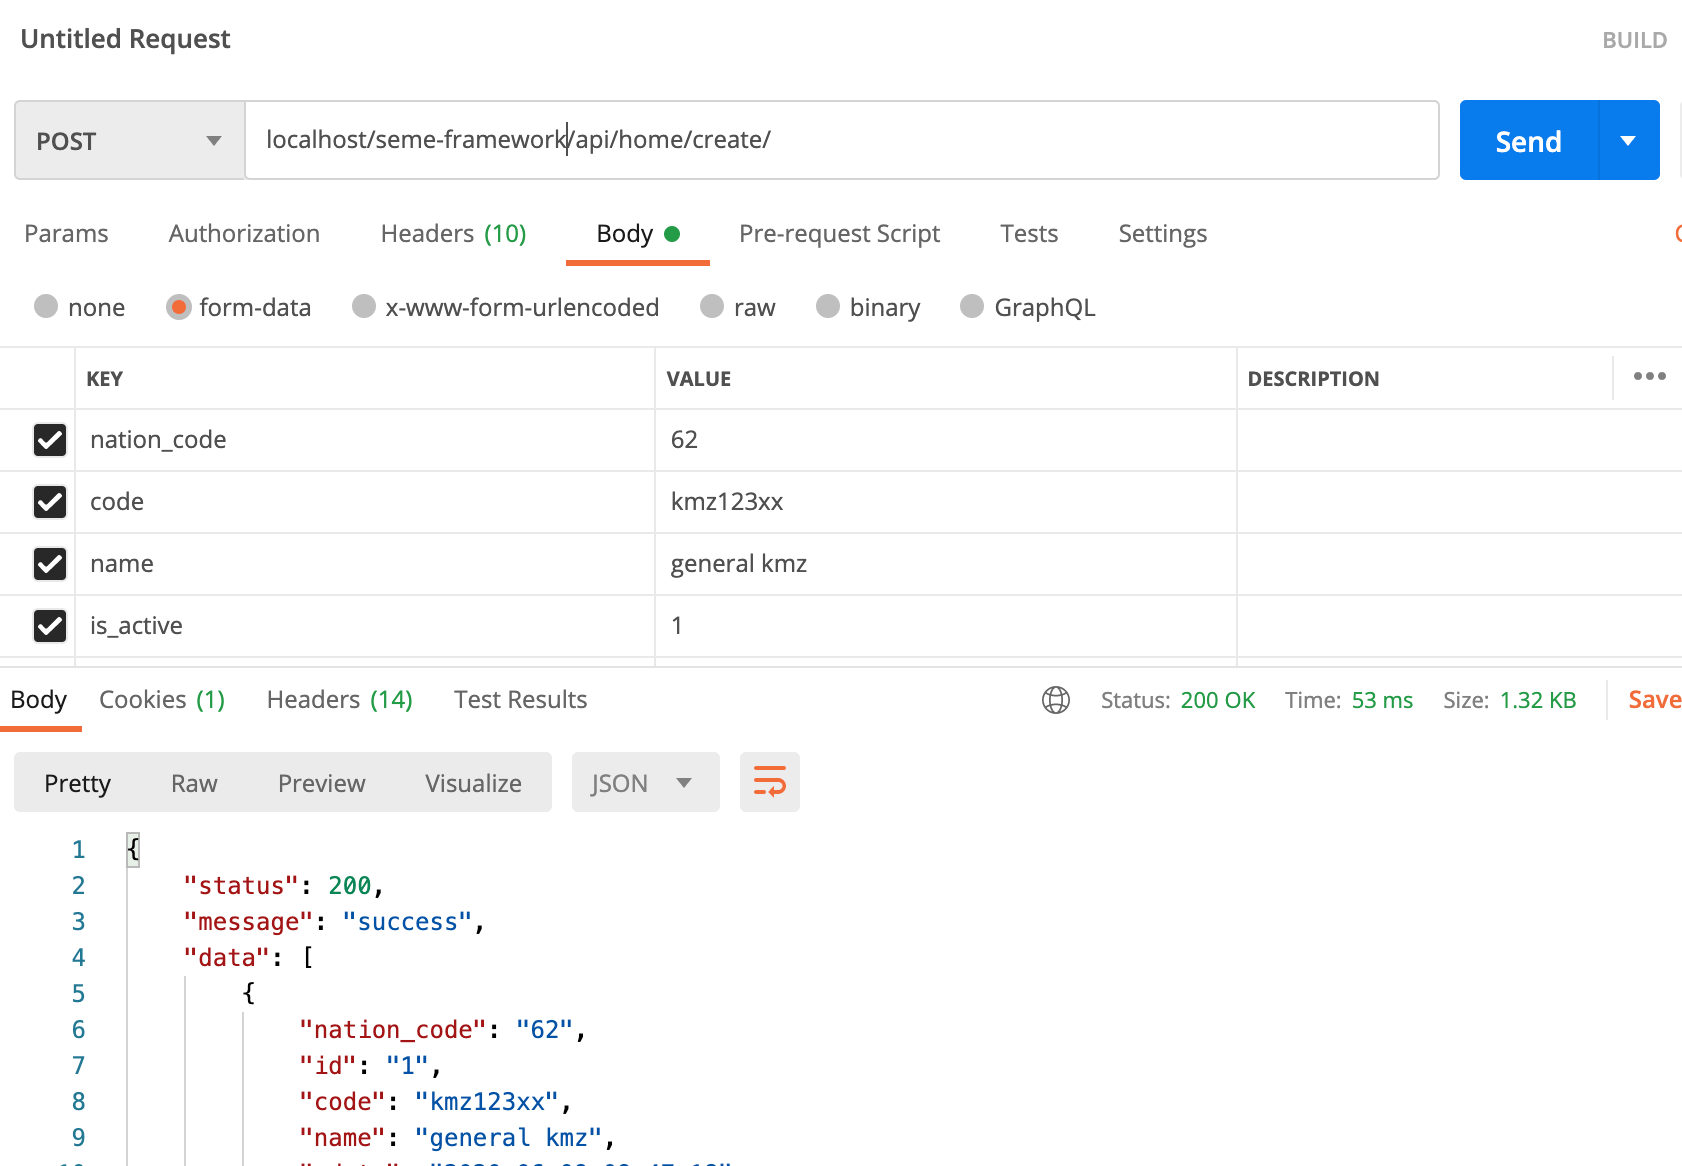 Untitled Request
BUILD
POST localhost/seme-framework/api/home/create/ Send
Params Authorization Headers (10) Body Pre-request Script Tests Settings
none form-data x-www-form-urlencoded raw binary GraphQL
KEY VALUE DESCRIPTION •••
nation_code 62
code kmz123xx
name general kmz
is_active 1
Body Cookies (1) Headers (14) Test Results Status: 200 OK Time: 53 ms Size: 1.32 KB Save
Pretty Raw Preview Visualize JSON
1 {
2 "status": 200,
3 "message": "success",
4 "data": [
5 {
6 "nation_code": "62",
7 "id": "1",
8 "code": "kmz123xx",
9 "name": "general kmz",